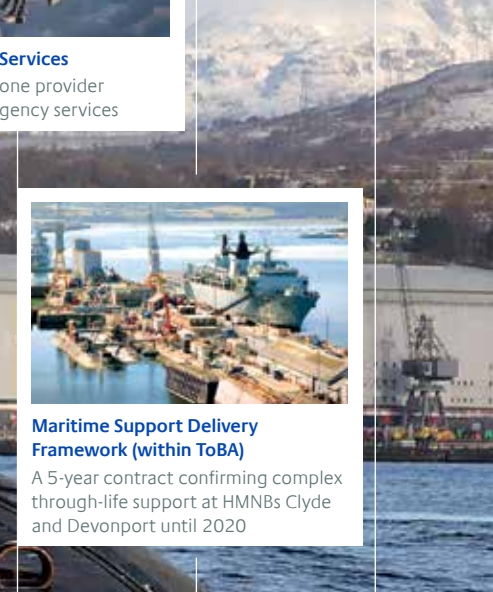 Services
one provider
gency services
Maritime Support Delivery
Framework (within ToBA)
A 5-year contract confirming complex
through-life support at HMNBs Clyde
and Devonport until 2020